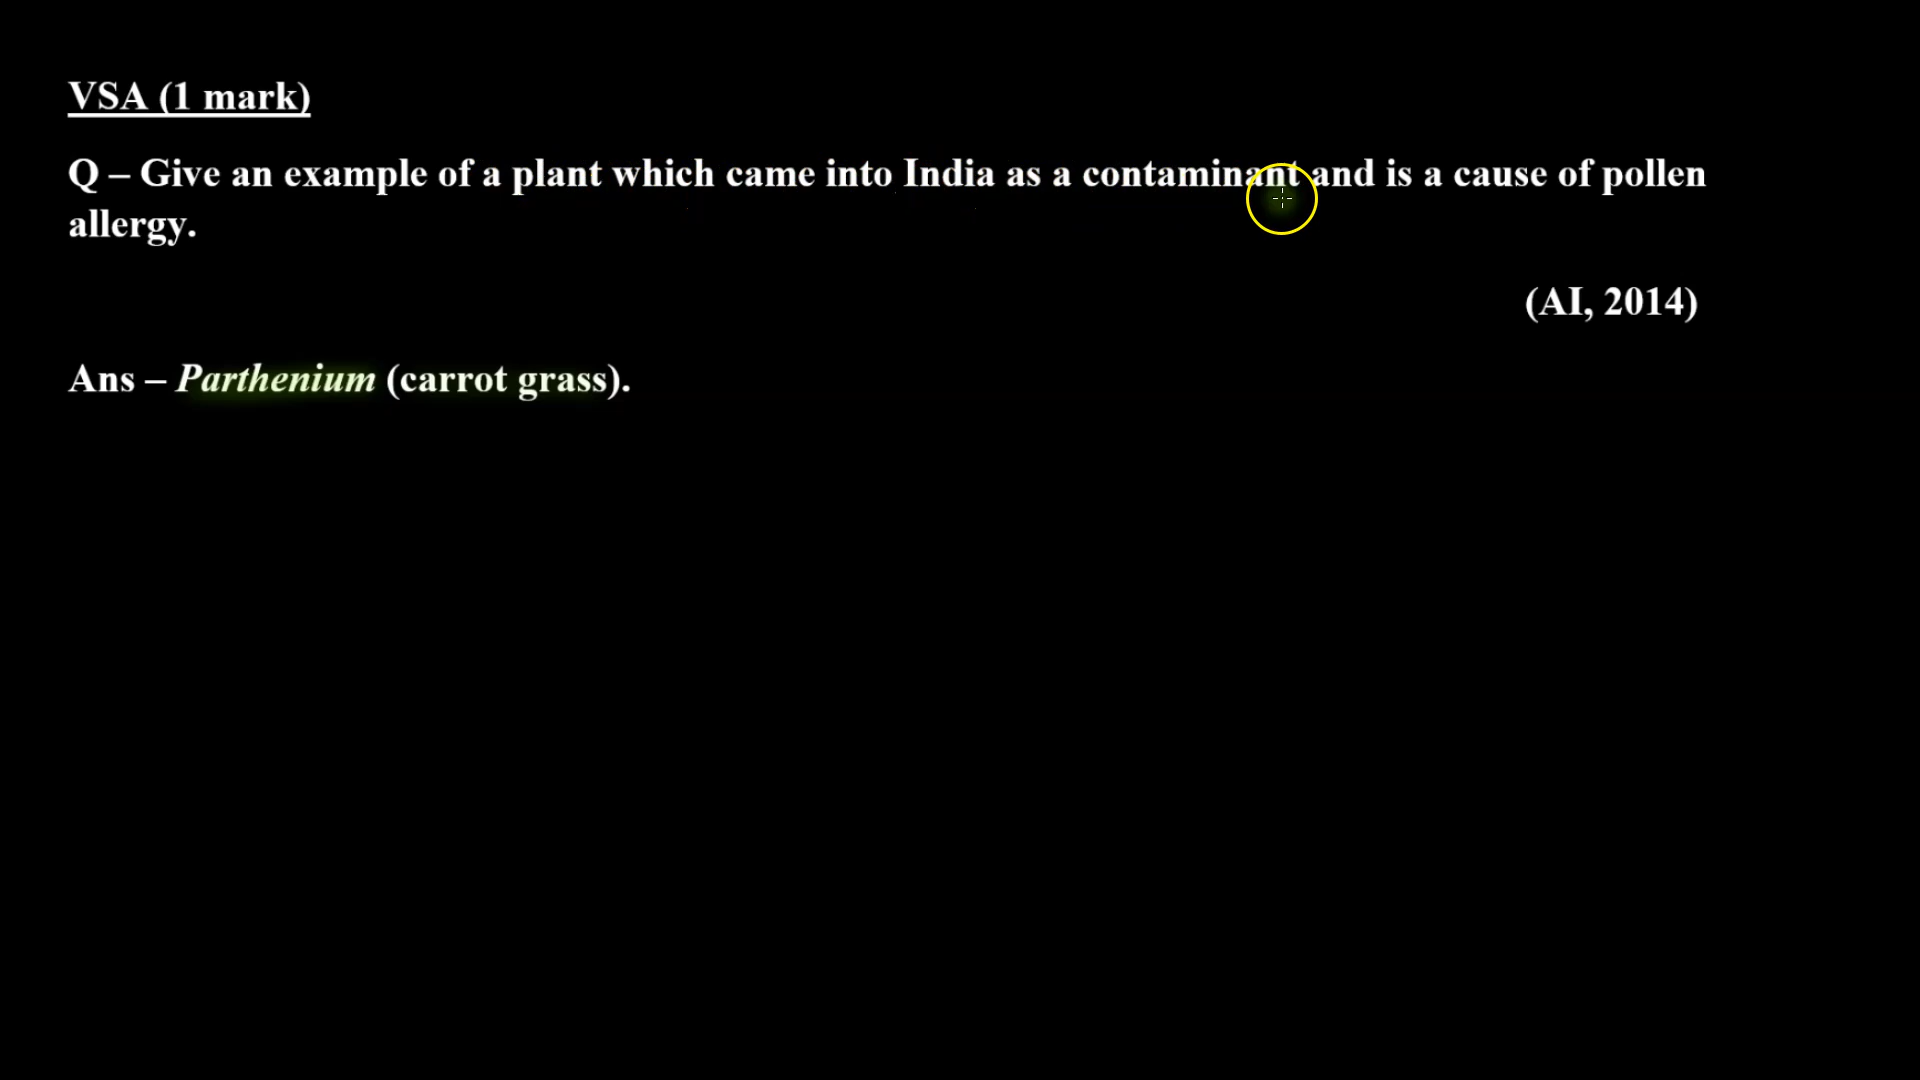 VSA (1 mark)
Q – Give an example of a plant which came into India as a contaminant and is a cause of pollen
allergy.
(AI, 2014)
Ans – Parthenium (carrot grass).